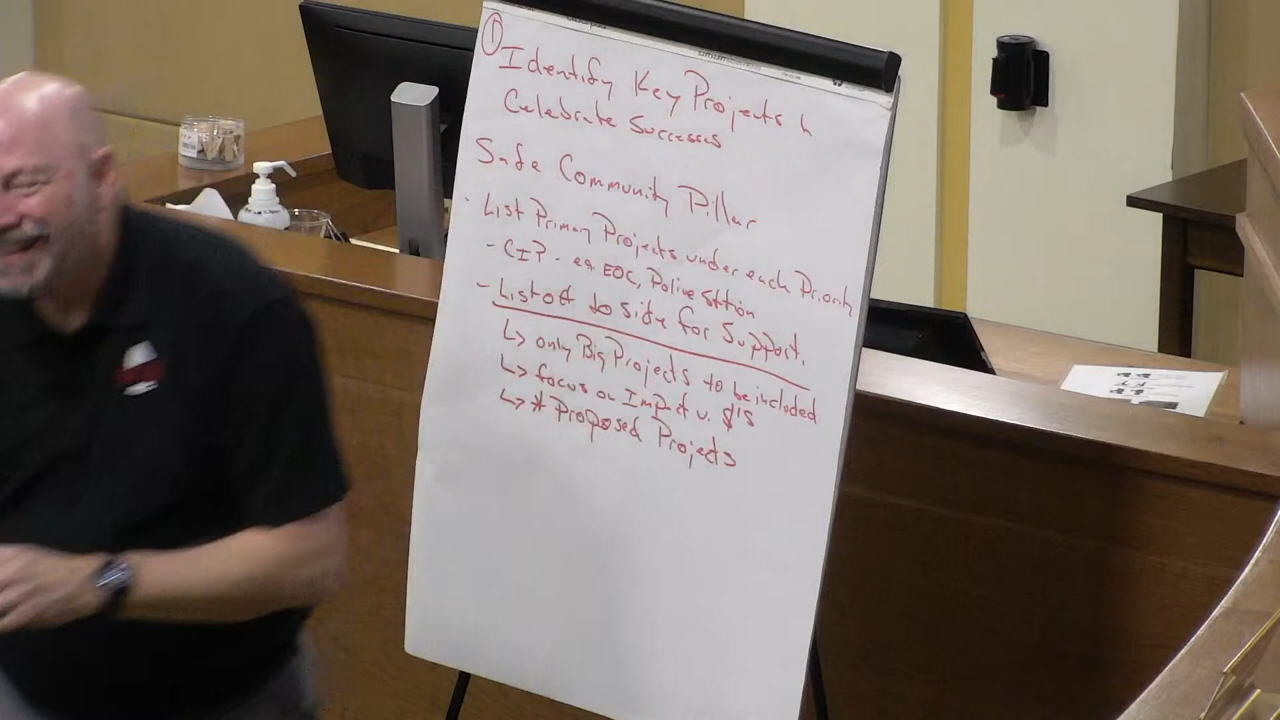 ① Identify Key Projects &
Celebrate Successes
Safe Community Pillar
· List Primary Projects under each Priority
- CIP - eg EOC, Police Station
- List off to side for Support.
↳ only Big Projects to be included
↳ focus on Impact v. $'s
↳ * Proposed Projects